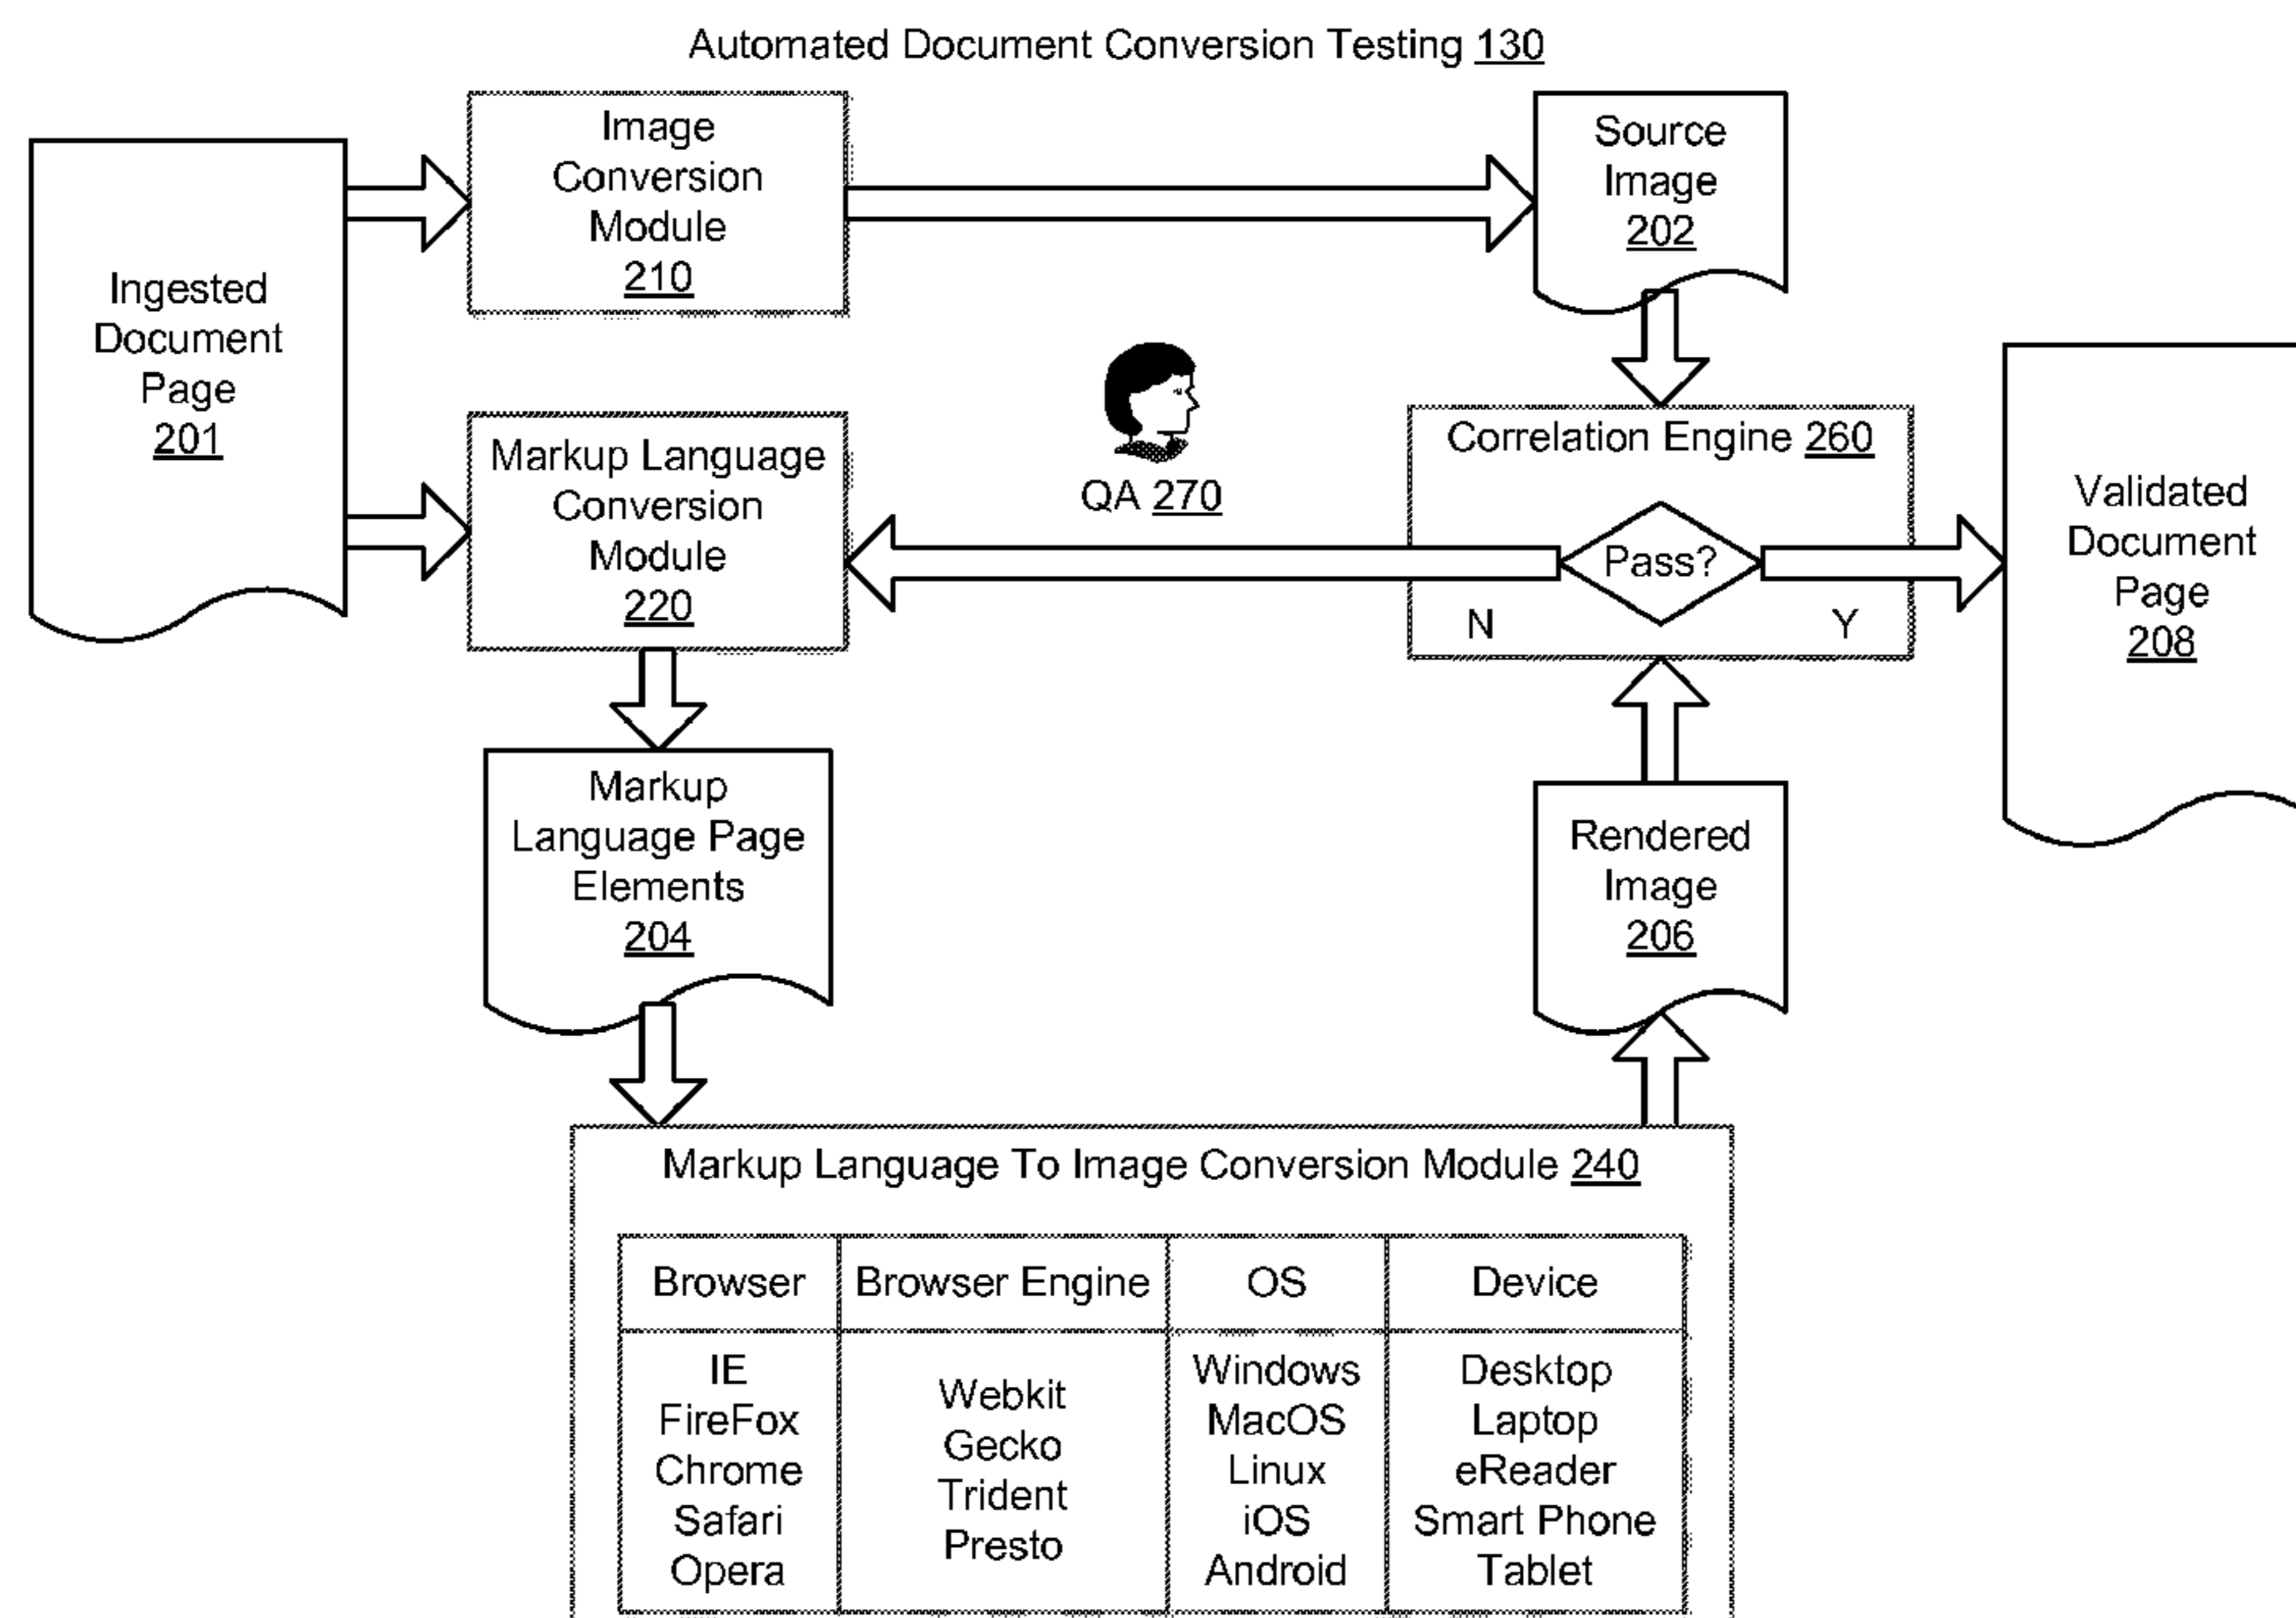 Automated Document Conversion Testing 130
Ingested
Document
Page
201
Image
Conversion
Module
210
Source
Image
202
Markup Language
Conversion
Module
220
QA 270
Correlation Engine 260
Pass?
N
Y
Validated
Document
Page
208
Markup
Language Page
Elements
204
Rendered
Image
206
Markup Language To Image Conversion Module 240
Browser
Browser Engine
OS
Device
IE
FireFox
Chrome
Safari
Opera
Webkit
Gecko
Trident
Presto
Windows
MacOS
Linux
iOS
Android
Desktop
Laptop
eReader
Smart Phone
Tablet